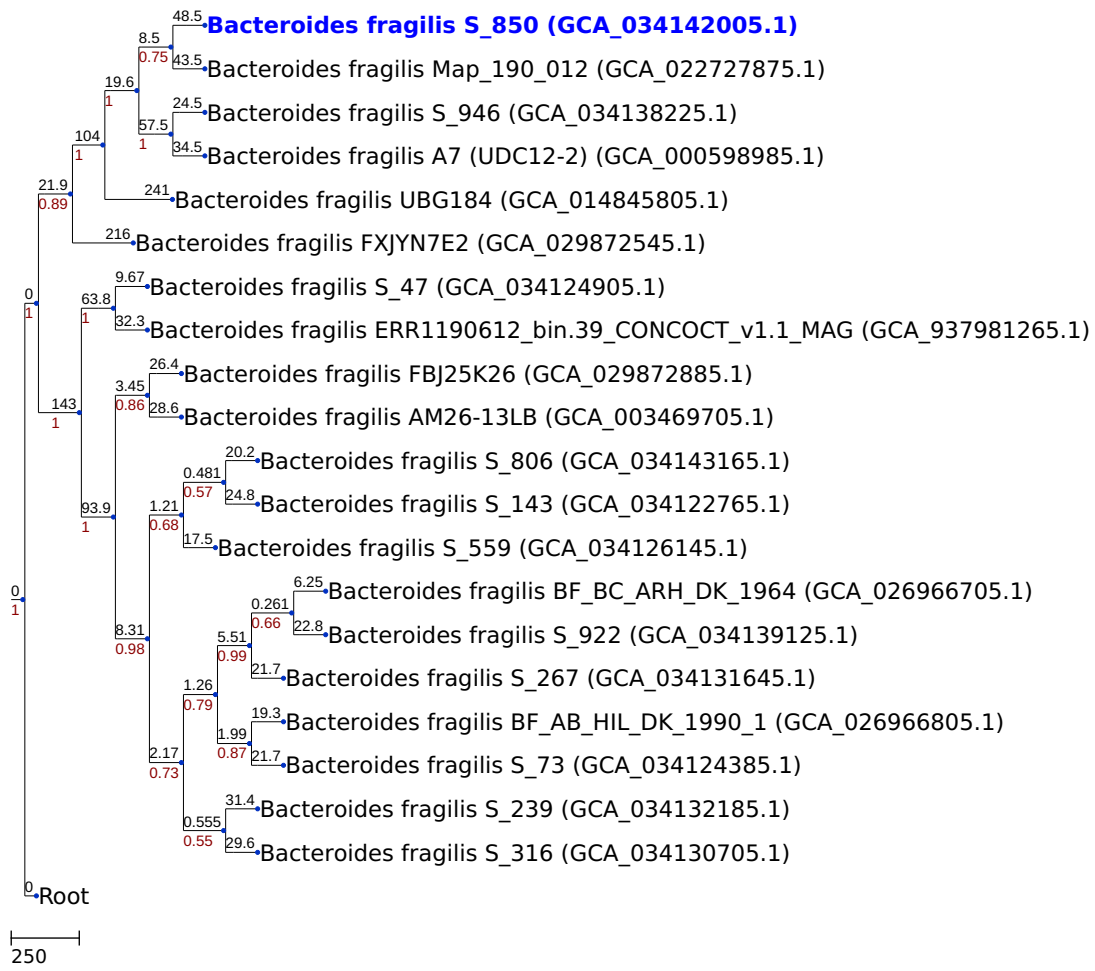 48.5
Bacteroides fragilis S_850 (GCA_034142005.1)
8.5
0.75
43.5
Bacteroides fragilis Map_190_012 (GCA_022727875.1)
19.6
1
24.5
Bacteroides fragilis S_946 (GCA_034138225.1)
57.5
1
34.5
Bacteroides fragilis A7 (UDC12-2) (GCA_000598985.1)
104
1
241
Bacteroides fragilis UBG184 (GCA_014845805.1)
21.9
0.89
216
Bacteroides fragilis FXJYN7E2 (GCA_029872545.1)
0
1
9.67
Bacteroides fragilis S_47 (GCA_034124905.1)
63.8
1
32.3
Bacteroides fragilis ERR1190612_bin.39_CONCOCT_v1.1_MAG (GCA_937981265.1)
26.4
Bacteroides fragilis FBJ25K26 (GCA_029872885.1)
3.45
0.86
28.6
Bacteroides fragilis AM26-13LB (GCA_003469705.1)
143
1
20.2
Bacteroides fragilis S_806 (GCA_034143165.1)
0.481
0.57
24.8
Bacteroides fragilis S_143 (GCA_034122765.1)
93.9
1
1.21
0.68
17.5
Bacteroides fragilis S_559 (GCA_034126145.1)
0
1
6.25
Bacteroides fragilis BF_BC_ARH_DK_1964 (GCA_026966705.1)
0.261
0.66
22.8
Bacteroides fragilis S_922 (GCA_034139125.1)
8.31
0.98
5.51
0.99
21.7
Bacteroides fragilis S_267 (GCA_034131645.1)
1.26
0.79
19.3
Bacteroides fragilis BF_AB_HIL_DK_1990_1 (GCA_026966805.1)
1.99
0.87
21.7
Bacteroides fragilis S_73 (GCA_034124385.1)
2.17
0.73
31.4
Bacteroides fragilis S_239 (GCA_034132185.1)
0.555
0.55
29.6
Bacteroides fragilis S_316 (GCA_034130705.1)
0
Root
250